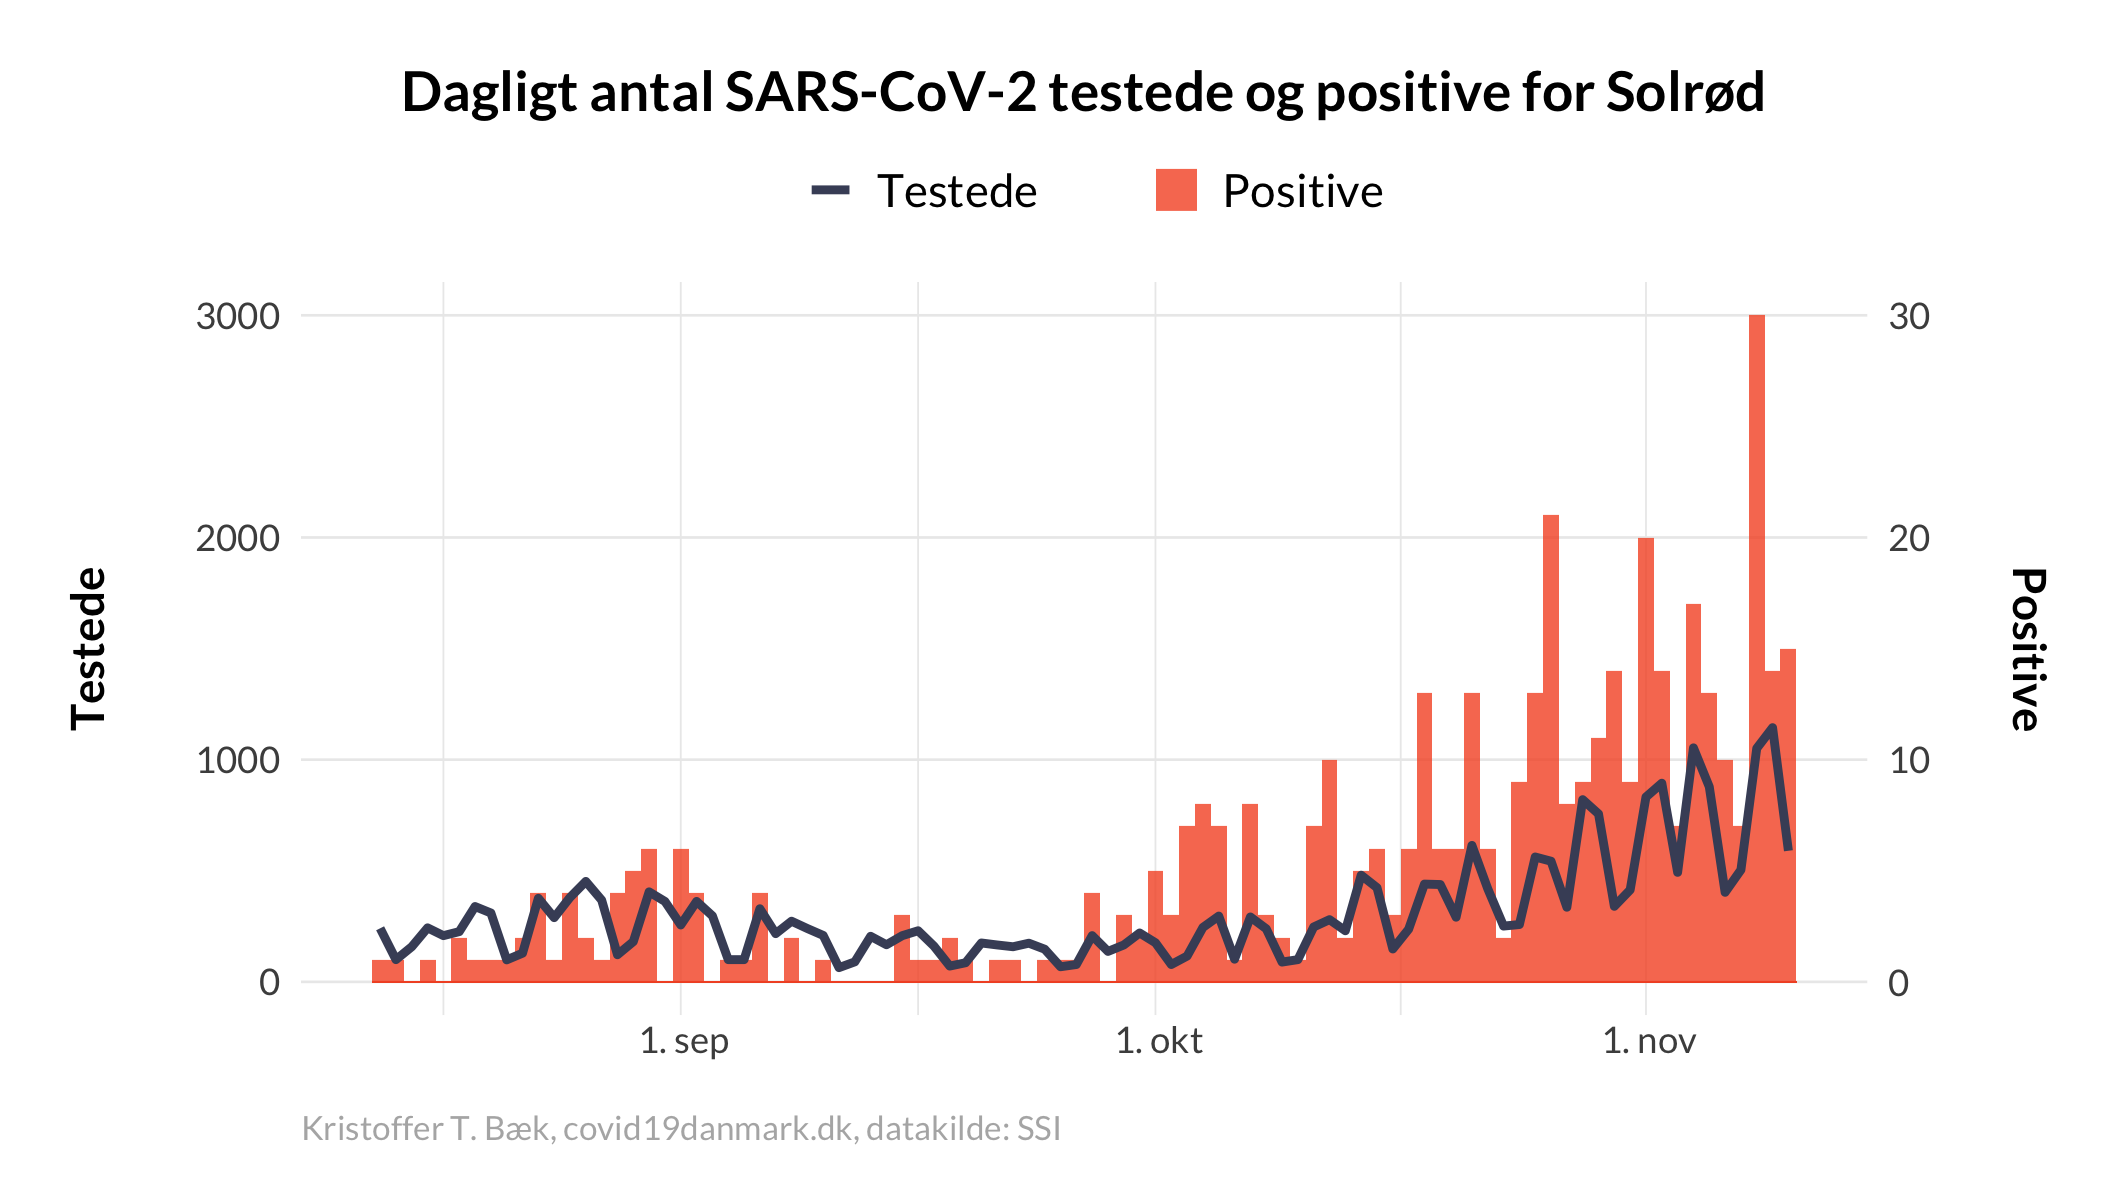 Dagligt antal SARS-CoV-2 testede og positive for Solrød
Testede
Positive
3000
2000
1000
0
30
20
10
0
Testede
Positive
1. sep
1. okt
1. nov
Kristoffer T. Bæk, covid19danmark.dk, datakilde: SSI